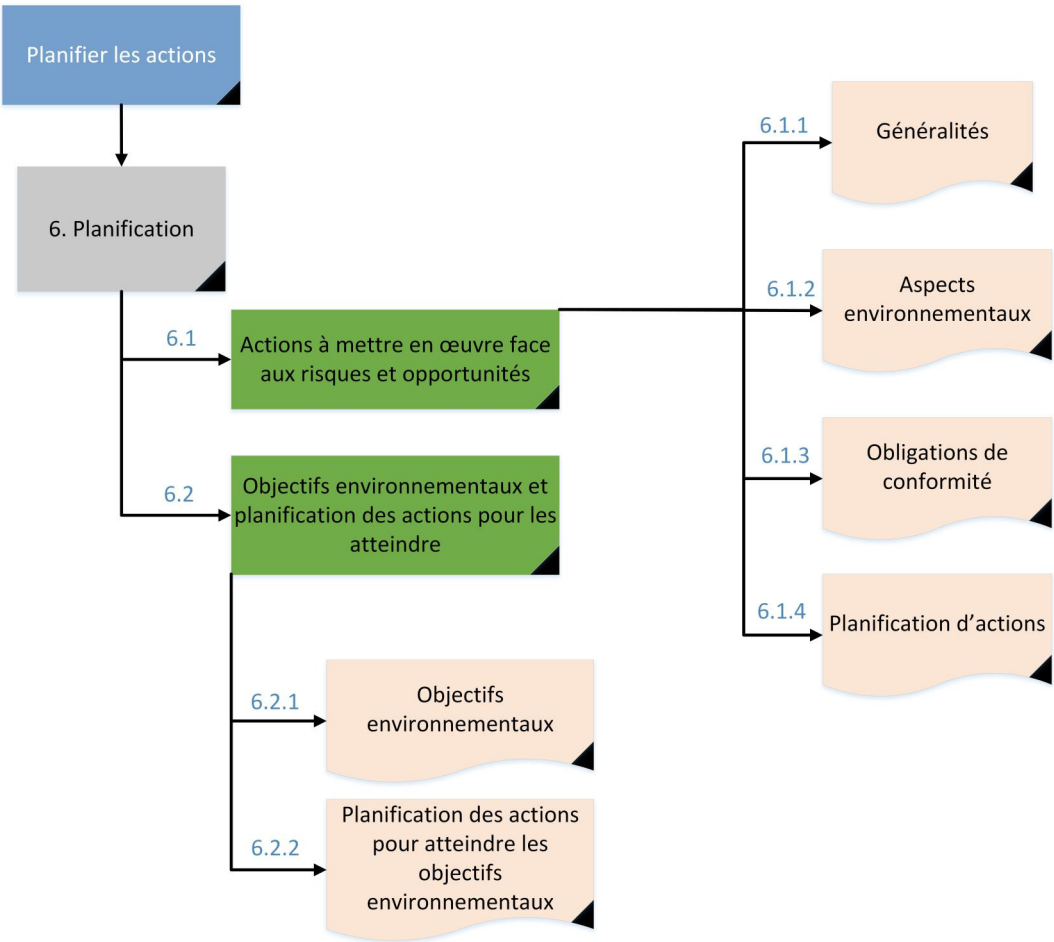 Planifier les actions
6. Planification
6.1
Actions à mettre en œuvre face
aux risques et opportunités
6.1.1
Généralités
6.1.2
Aspects
environnementaux
6.1.3
Obligations de
conformité
6.1.4
Planification d’actions
6.2
Objectifs environnementaux et
planification des actions pour les
atteindre
6.2.1
Objectifs
environnementaux
6.2.2
Planification des actions
pour atteindre les
objectifs
environnementaux